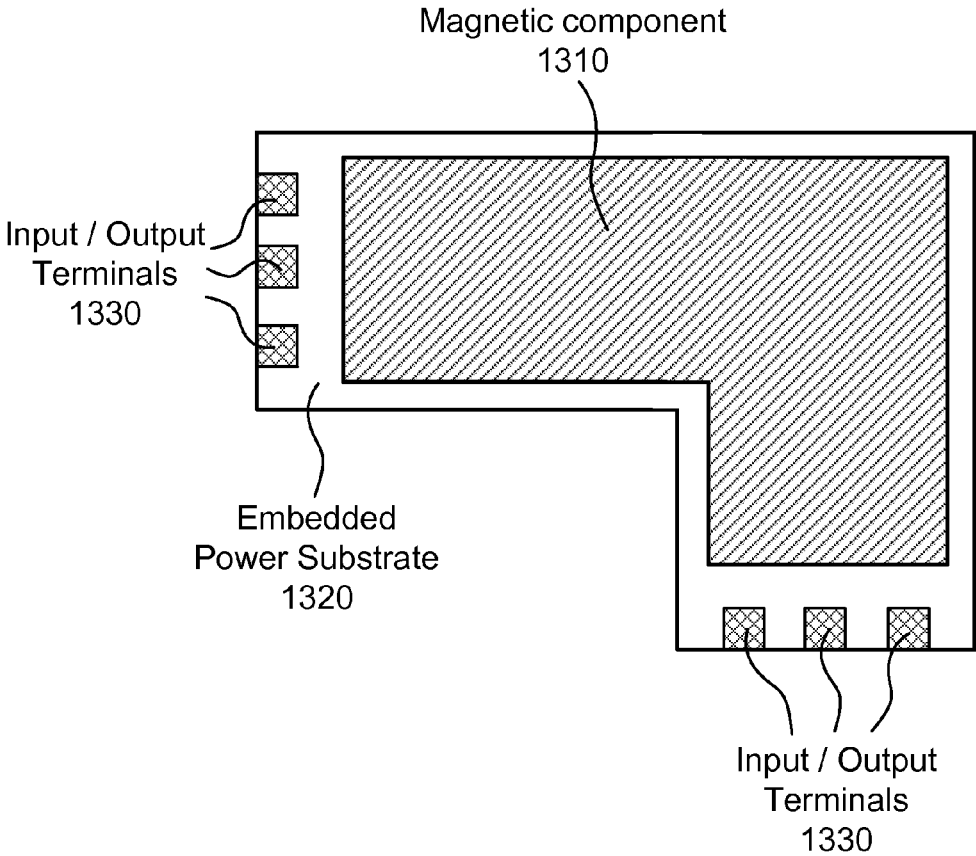 Magnetic component
1310
Input / Output
Terminals
1330
Embedded
Power Substrate
1320
Input / Output
Terminals
1330